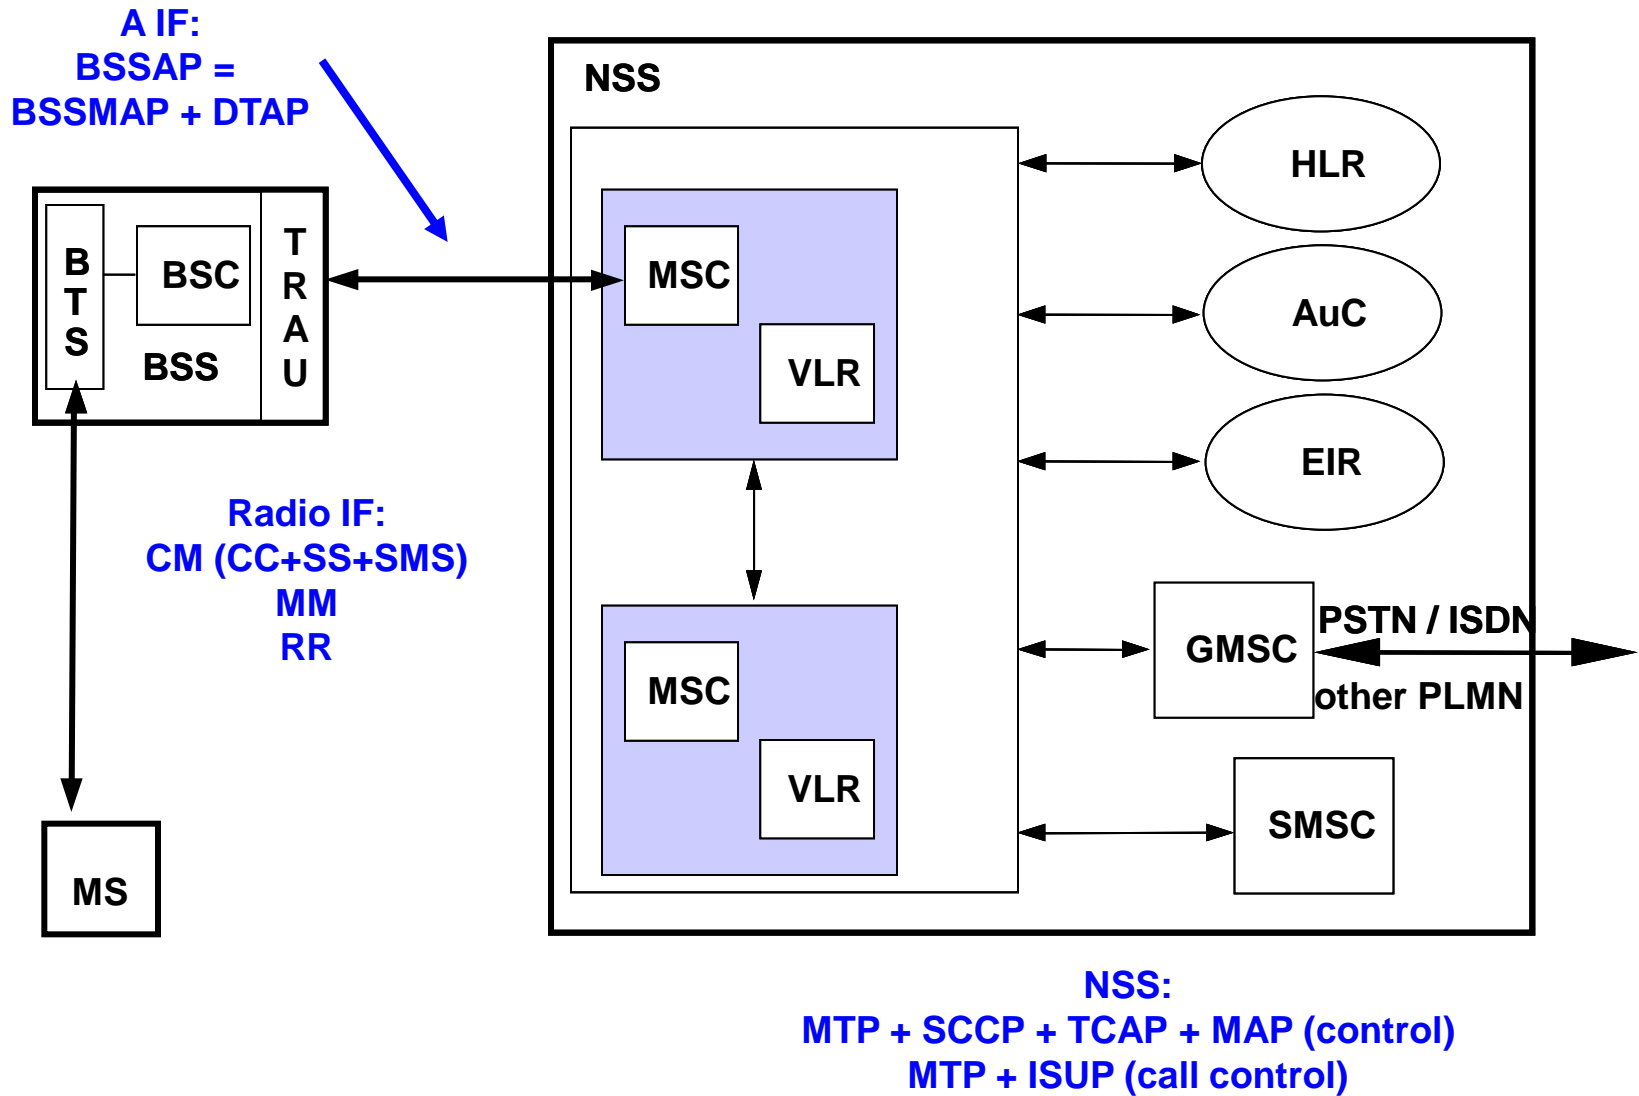 A IF:
BSSAP =
BSSMAP + DTAP
NSS
HLR
BTS
BSC
TRAU
BSS
MSC
VLR
AuC
EIR
Radio IF:
CM (CC+SS+SMS)
MM
RR
MSC
VLR
GMSC
PSTN / ISDN
other PLMN
SMSC
MS
NSS:
MTP + SCCP + TCAP + MAP (control)
MTP + ISUP (call control)